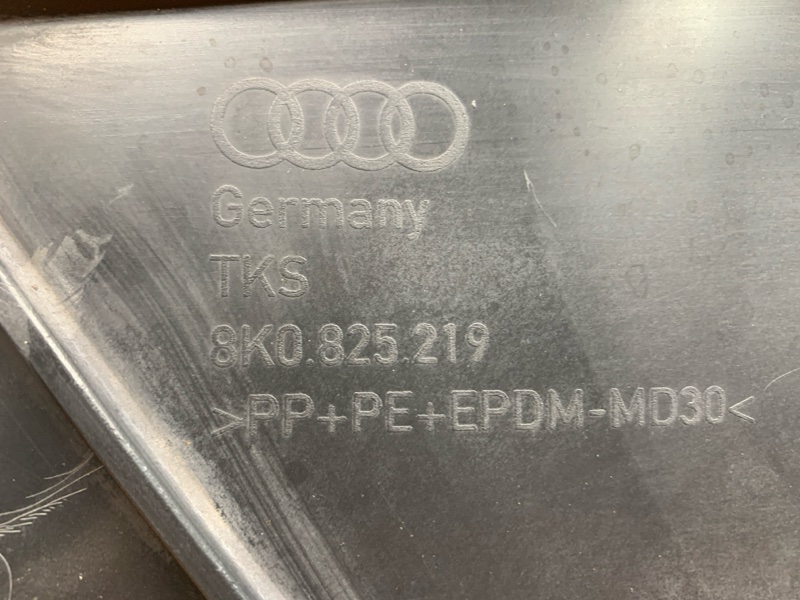 Germany
TKS
8K0.825.219
>PP+PE+EPDM-MD30<